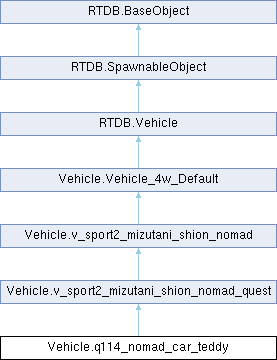 RTDB.BaseObject
RTDB.SpawnableObject
RTDB.Vehicle
Vehicle.Vehicle_4w_Default
Vehicle.v_sport2_mizutani_shion_nomad
Vehicle.v_sport2_mizutani_shion_nomad_quest
Vehicle.q114_nomad_car_teddy